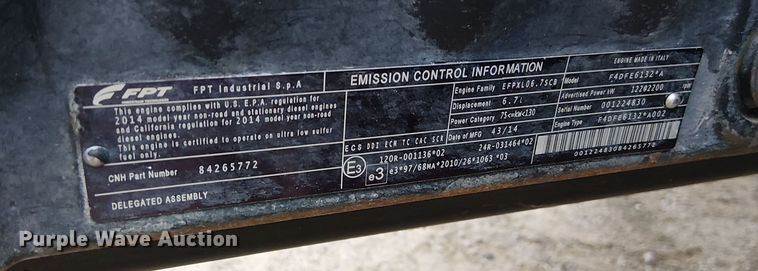 FPT
FPT Industrial S.p.A
This engine complies with U.S. E.P.A. regulation for
2014 model year non-road and stationary diesel engines
and California regulation for 2014 model year non-road
diesel engines.
This engine is certified to operate on ultra low sulfur
fuel only.
CNH Part Number 84265772
DELEGATED ASSEMBLY
EMISSION CONTROL INFORMATION
Engine Family EFPXL06.7SCB
Displacement 6.7L
Power Category 75<=kW<130
ECS DDI ECM TC CAC SCR Date of MFG 43/14
E3 120R-001136*02 24R-031464*02
e3 e3*97/68HA*2010/26*1063*03
ENGINE MADE IN ITALY
Model F4DFE6132*A
Advertised Power kW 122@2200
Serial Number 001224830
Engine Type F4DFE6132*A002
00122483084265772
Purple Wave Auction